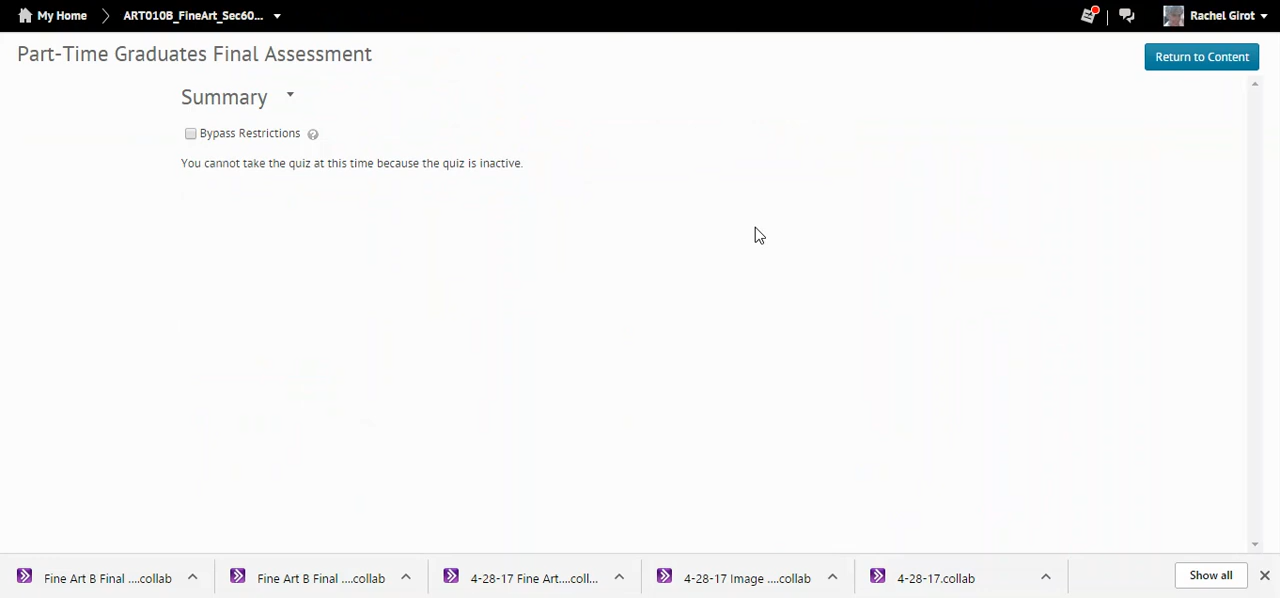 My Home ART010B_FineArt_Sec60... Rachel Girot
Part-Time Graduates Final Assessment
Return to Content
Summary
Bypass Restrictions ?
You cannot take the quiz at this time because the quiz is inactive.
Fine Art B Final ....collab Fine Art B Final ....collab 4-28-17 Fine Art....coll... 4-28-17 Image ....collab 4-28-17.collab Show all